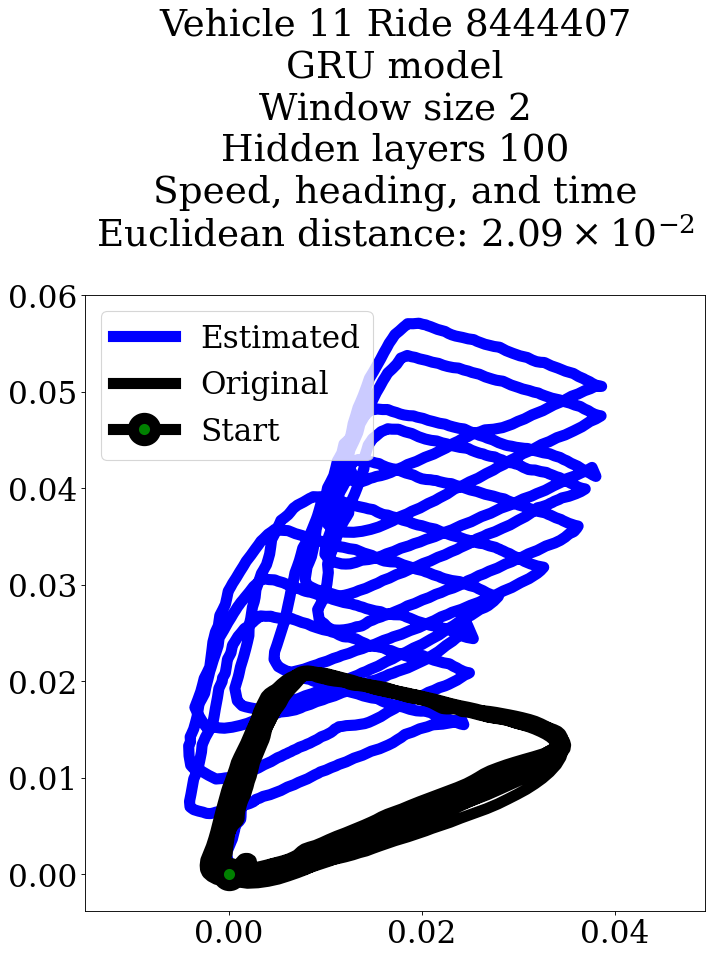 Vehicle 11 Ride 8444407
GRU model
Window size 2
Hidden layers 100
Speed, heading, and time
Euclidean distance: 2.09 × 10⁻²
0.06
Estimated
0.05
Original
Start
0.04
0.03
0.02
0.01
0.00
0.00 0.02 0.04